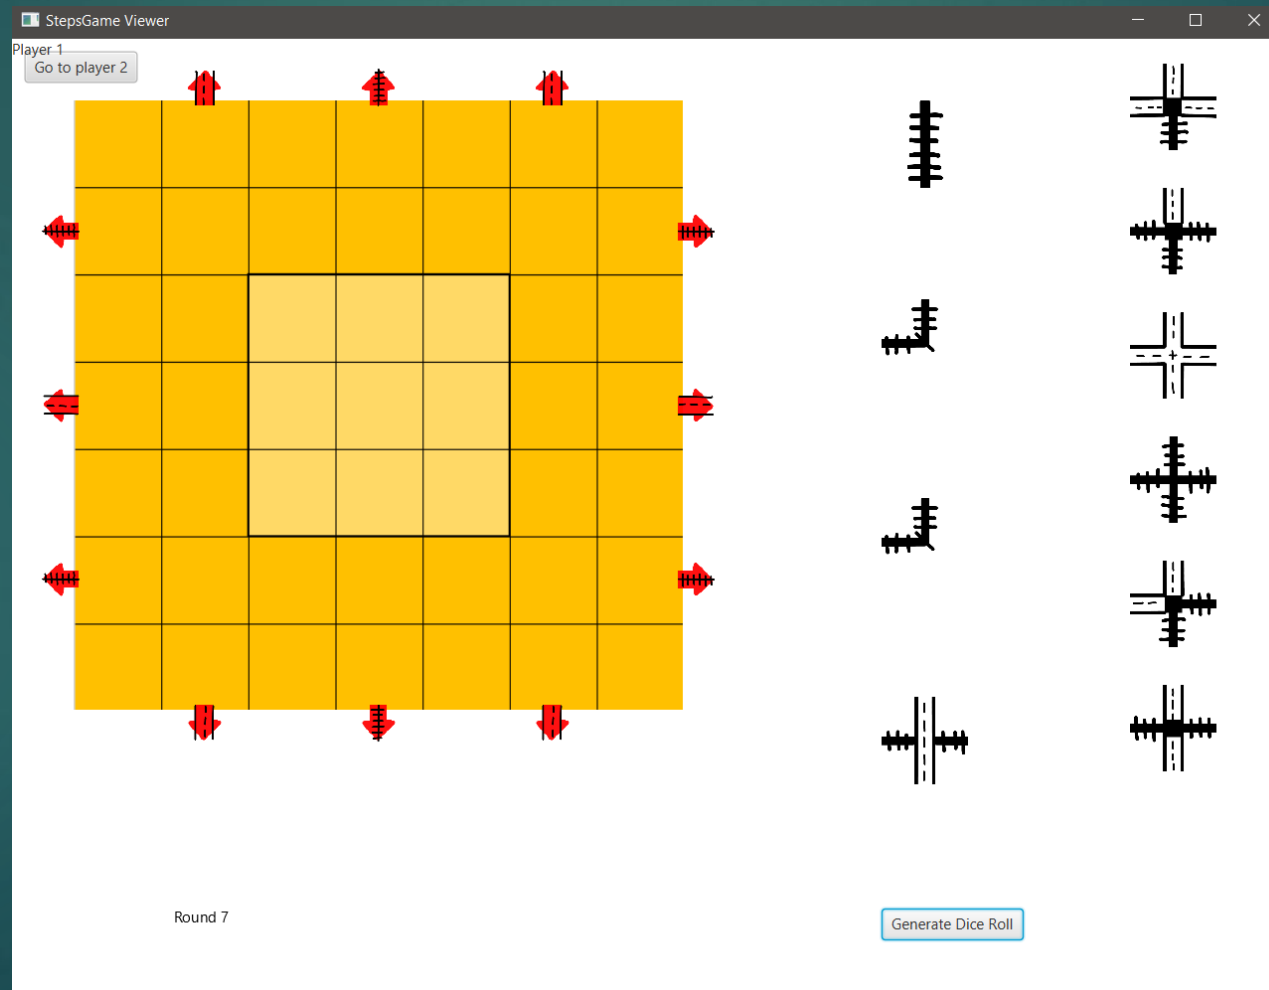 StepsGame Viewer
Player 1
Go to player 2
Round 7
Generate Dice Roll